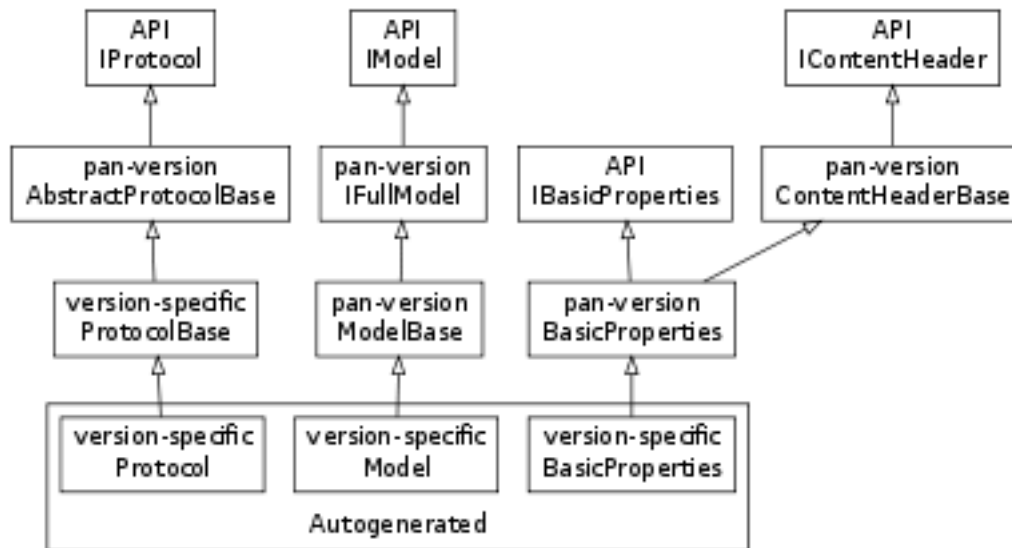 API
IProtocol
API
IModel
API
IContentHeader
pan-version
AbstractProtocolBase
pan-version
IFullModel
API
IBasicProperties
pan-version
ContentHeaderBase
version-specific
ProtocolBase
pan-version
ModelBase
pan-version
BasicProperties
version-specific
Protocol
version-specific
Model
version-specific
BasicProperties
Autogenerated